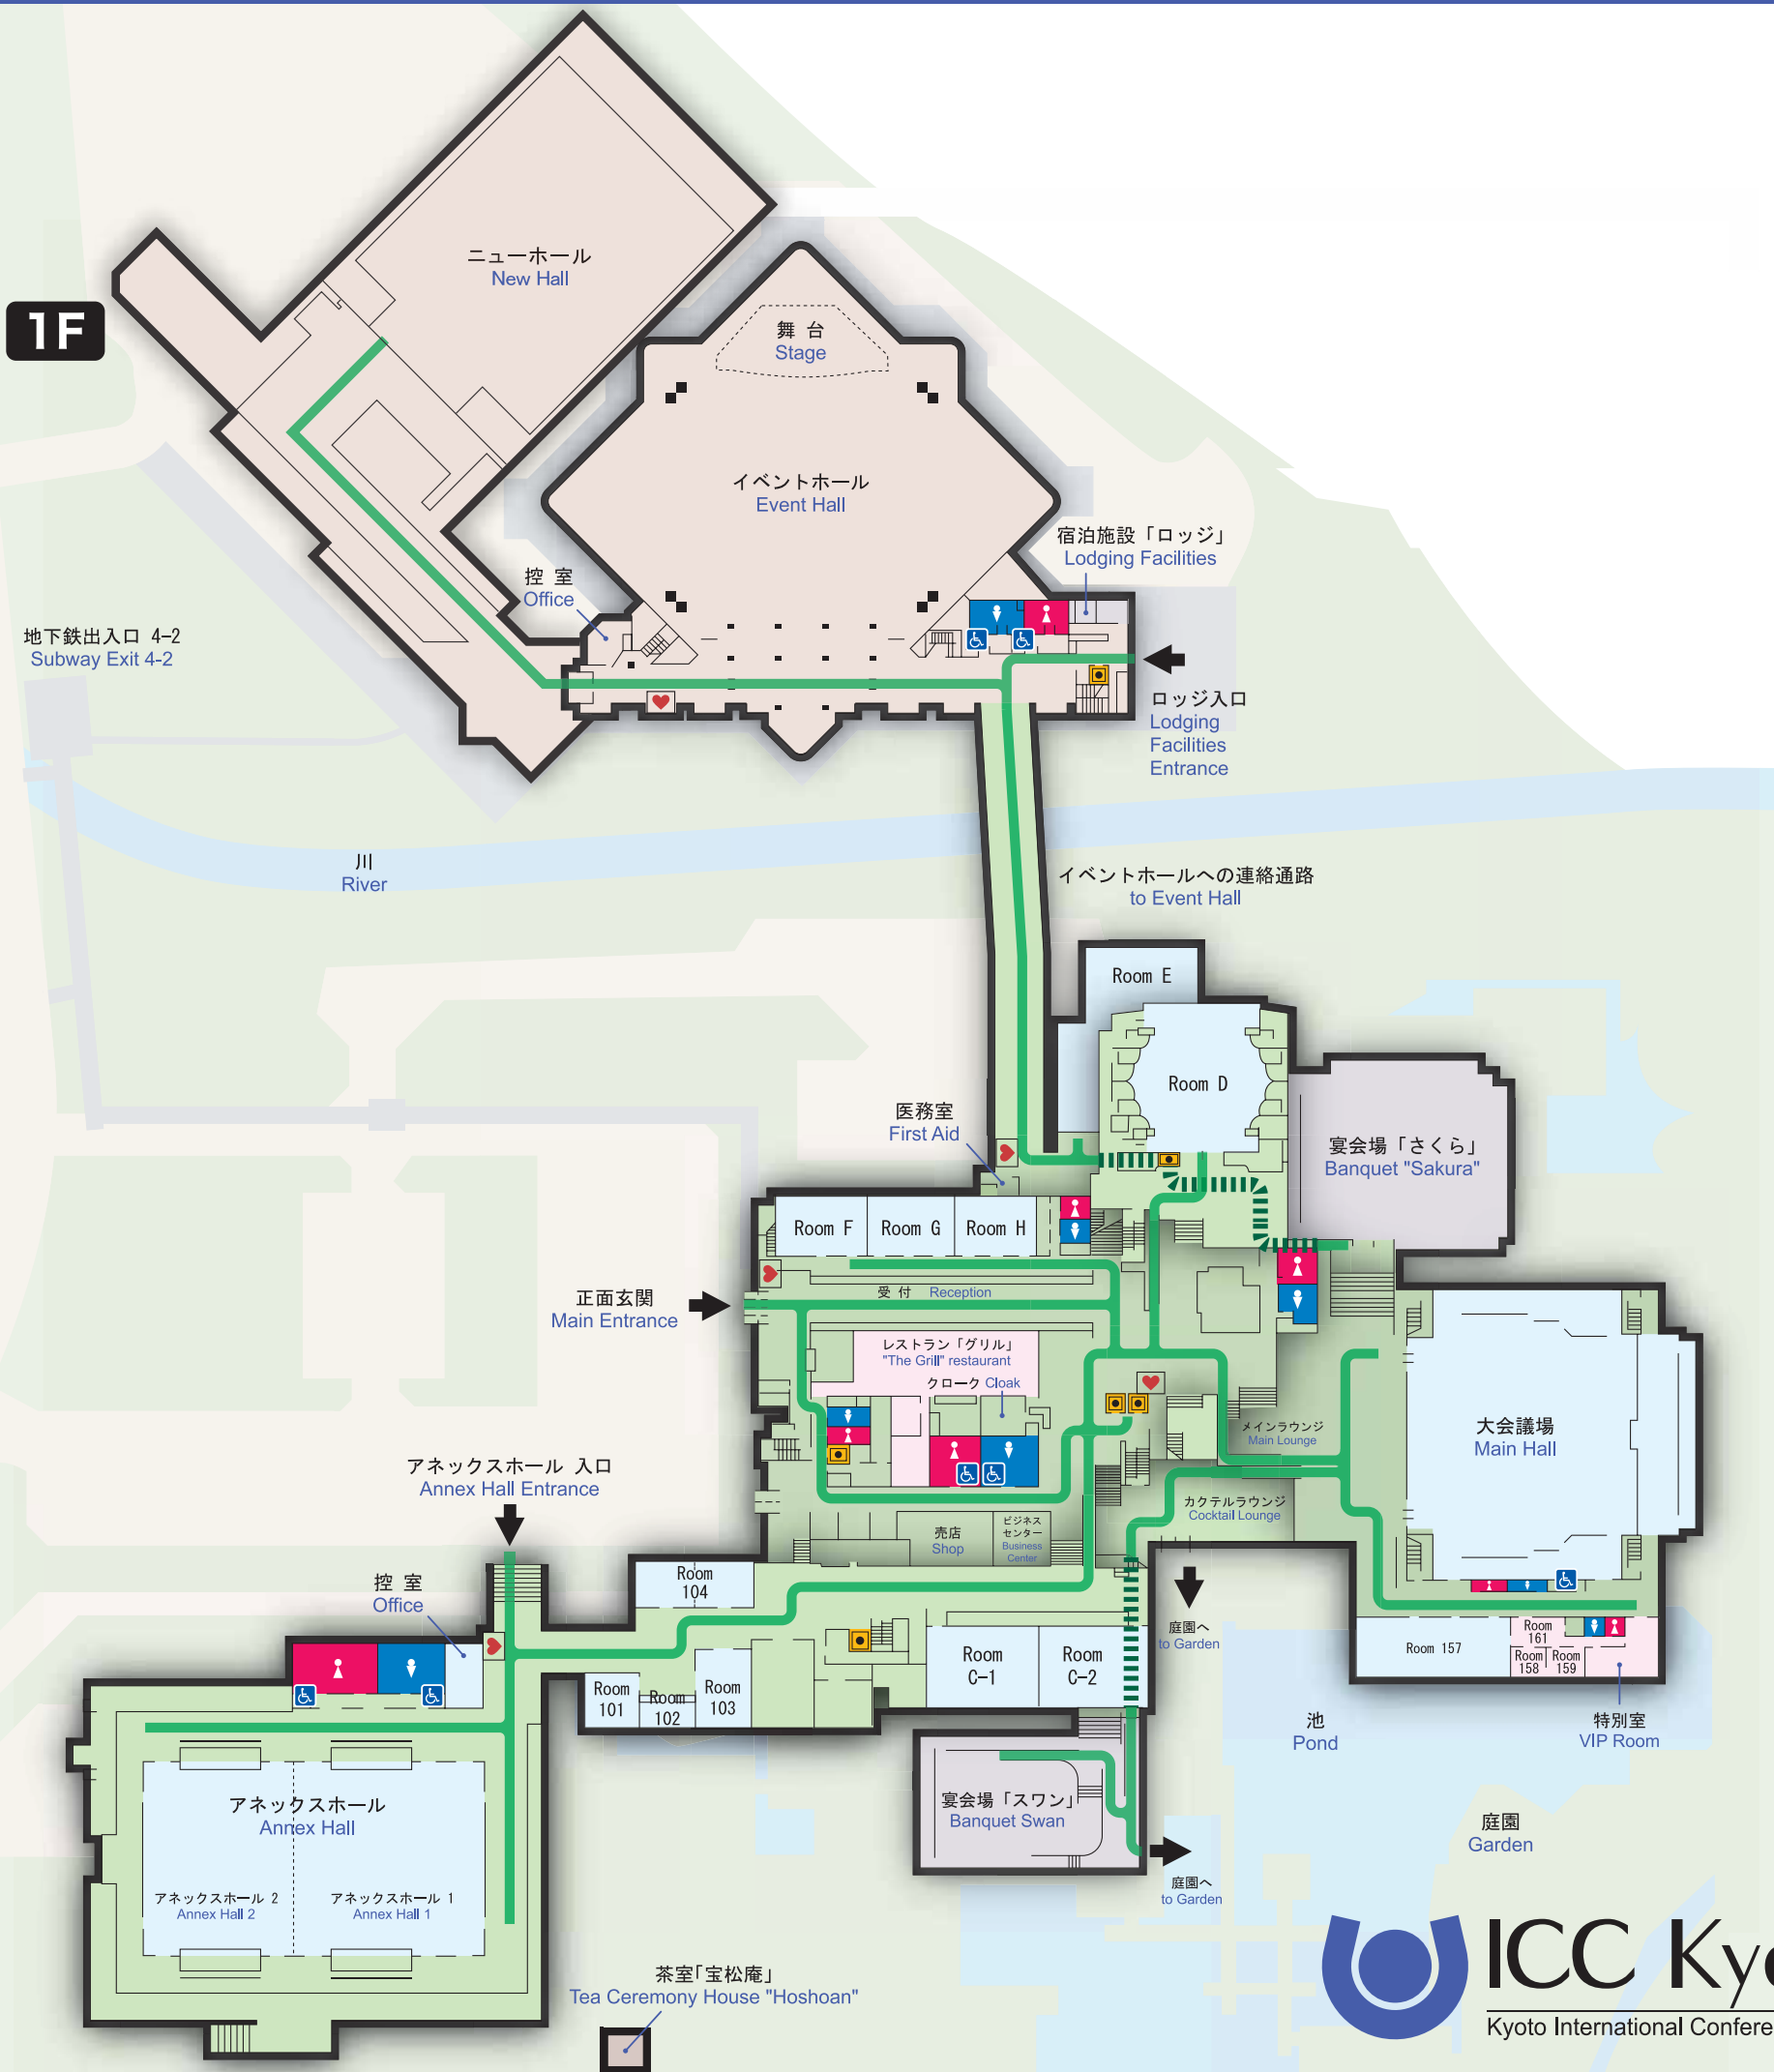 1F
ニューホール
New Hall
舞 台
Stage
イベントホール
Event Hall
宿泊施設「ロッジ」
Lodging Facilities
控 室
Office
地下鉄出入口 4-2
Subway Exit 4-2
ロッジ入口
Lodging
Facilities
Entrance
川
River
イベントホールへの連絡通路
to Event Hall
Room E
Room D
医務室
First Aid
宴会場「さくら」
Banquet "Sakura"
Room F
Room G
Room H
正面玄関
Main Entrance
受 付 Reception
レストラン「グリル」
"The Grill" restaurant
クローク Cloak
メインラウンジ
Main Lounge
大会議場
Main Hall
アネックスホール 入口
Annex Hall Entrance
カクテルラウンジ
Cocktail Lounge
売店
Shop
ビジネス
センター
Business
Center
Room
104
控 室
Office
庭園へ
to Garden
Room
C-1
Room
C-2
Room 157
Room
161
Room
158
Room
159
Room
101
Room
102
Room
103
池
Pond
特別室
VIP Room
アネックスホール
Annex Hall
宴会場「スワン」
Banquet Swan
庭園
Garden
アネックスホール 2
Annex Hall 2
アネックスホール 1
Annex Hall 1
庭園へ
to Garden
茶室「宝松庵」
Tea Ceremony House "Hoshoan"
ICC Ky
Kyoto International Confere